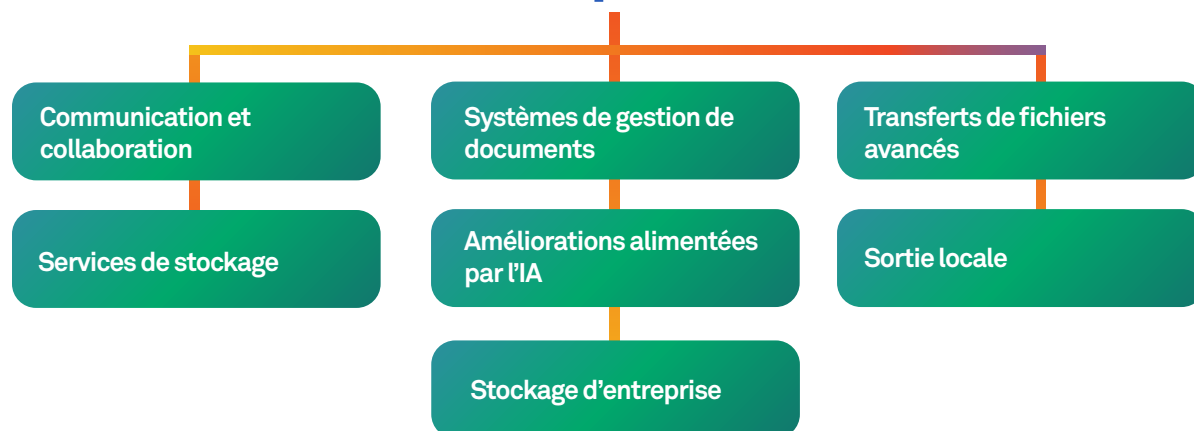 Communication et
collaboration
Systèmes de gestion de
documents
Transferts de fichiers
avancés
Services de stockage
Améliorations alimentées
par l'IA
Sortie locale
Stockage d'entreprise